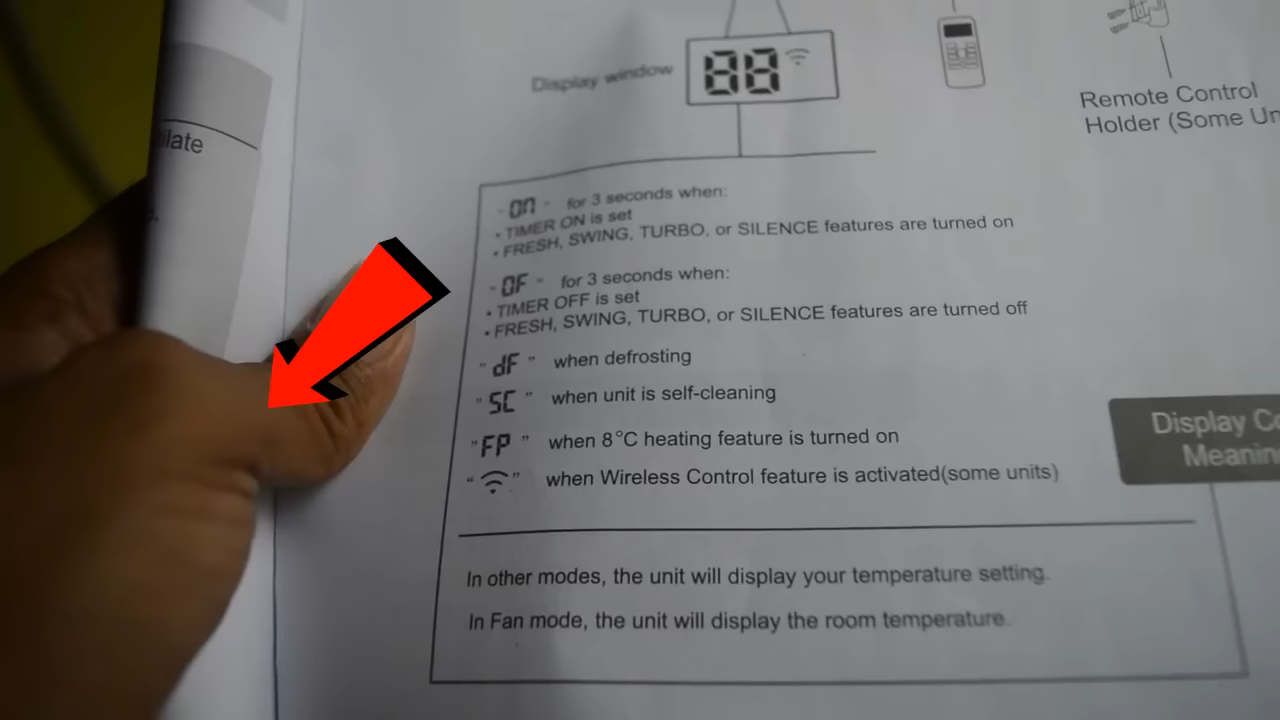 Display window
88
Remote Control
Holder (Some
"ON" for 3 seconds when:
• TIMER ON is set
• FRESH, SWING, TURBO, or SILENCE features are turned on
"OF" for 3 seconds when:
• TIMER OFF is set
• FRESH, SWING, TURBO, or SILENCE features are turned off
"dF" when defrosting
"SC" when unit is self-cleaning
"FP" when 8°C heating feature is turned on
" " when Wireless Control feature is activated(some units)
Display
In other modes, the unit will display your temperature setting.
In Fan mode, the unit will display the room temperature.